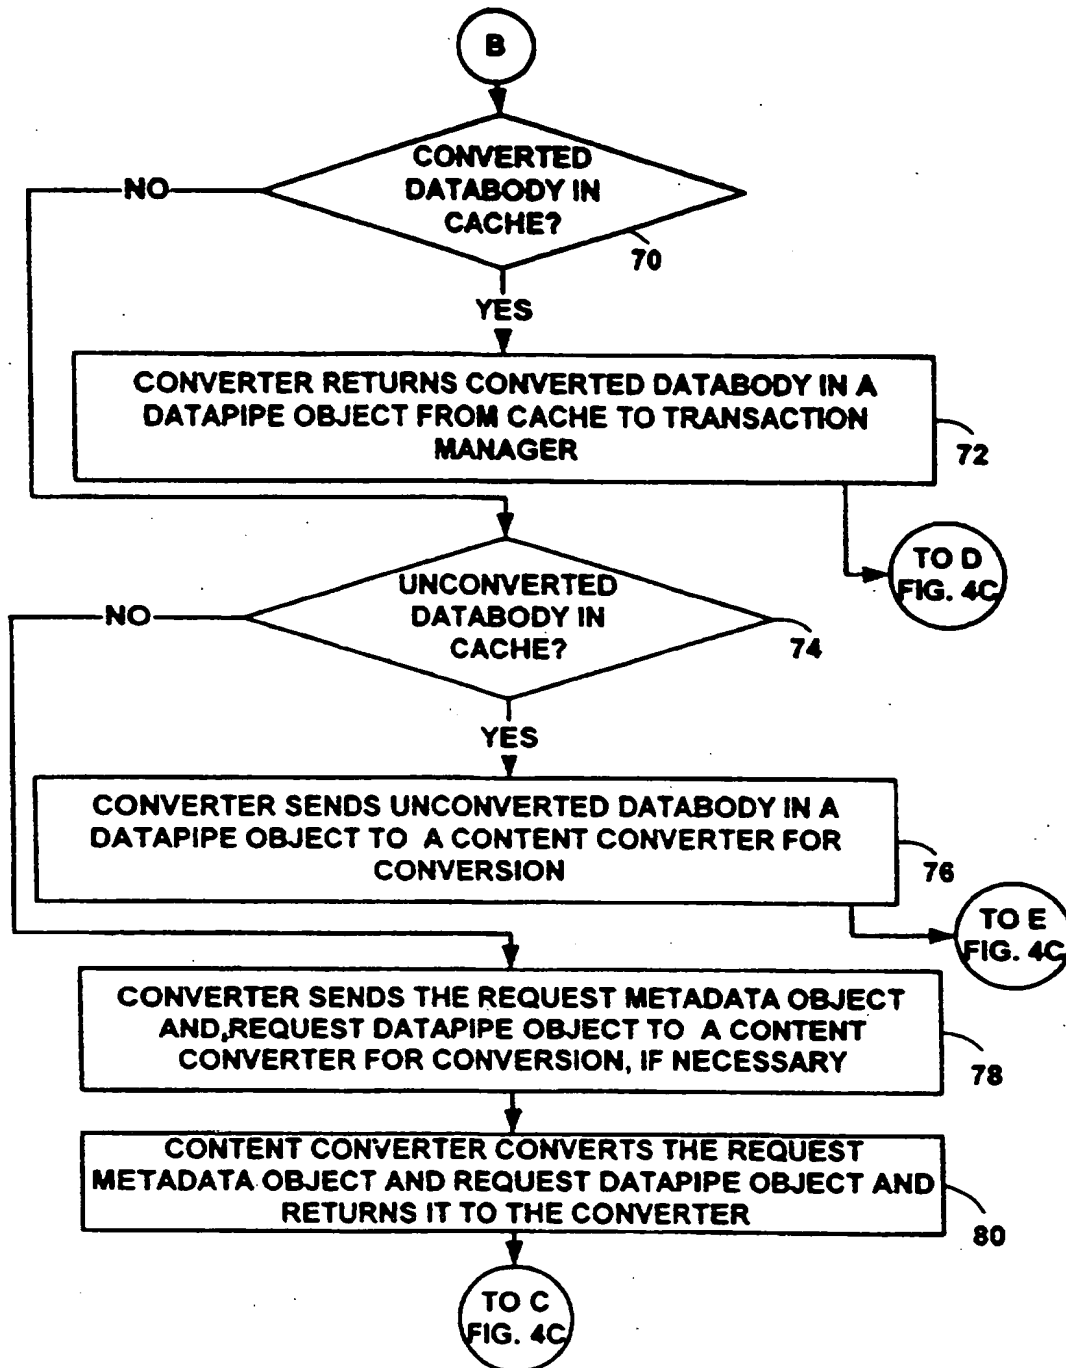 B
CONVERTED
DATABODY IN
CACHE?
NO
70
YES
CONVERTER RETURNS CONVERTED DATABODY IN A
DATAPIPE OBJECT FROM CACHE TO TRANSACTION
MANAGER
72
TO D
FIG. 4C
UNCONVERTED
DATABODY IN
CACHE?
NO
74
YES
CONVERTER SENDS UNCONVERTED DATABODY IN A
DATAPIPE OBJECT TO A CONTENT CONVERTER FOR
CONVERSION
76
TO E
FIG. 4C
CONVERTER SENDS THE REQUEST METADATA OBJECT
AND,REQUEST DATAPIPE OBJECT TO A CONTENT
CONVERTER FOR CONVERSION, IF NECESSARY
78
CONTENT CONVERTER CONVERTS THE REQUEST
METADATA OBJECT AND REQUEST DATAPIPE OBJECT AND
RETURNS IT TO THE CONVERTER
80
TO C
FIG. 4C